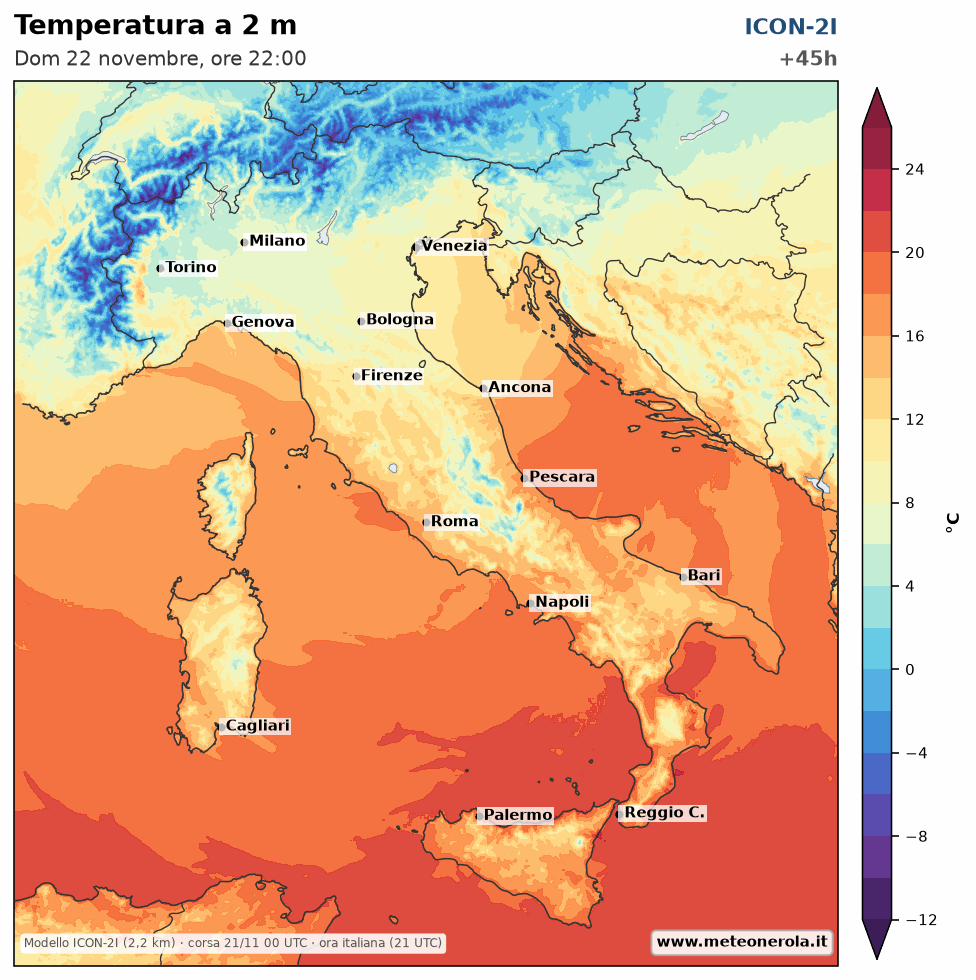 Temperatura a 2 m
ICON-2I
Dom 22 novembre, ore 22:00
+45h
24
20
16
12
8
4
0
−4
−8
−12
°C
Milano
Venezia
Torino
Genova
Bologna
Firenze
Ancona
Pescara
Roma
Bari
Napoli
Cagliari
Palermo
Reggio C.
Modello ICON-2I (2,2 km) · corsa 21/11 00 UTC · ora italiana (21 UTC)
www.meteonerola.it